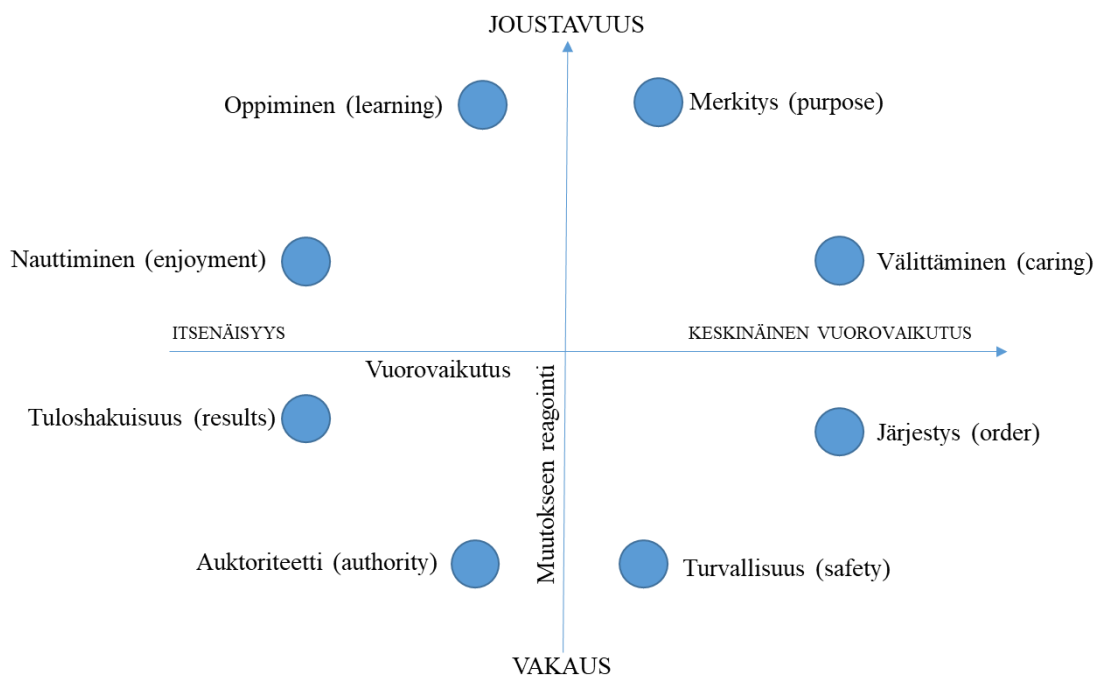 JOUSTAVUUS
Oppiminen (learning)
Merkitys (purpose)
Nauttiminen (enjoyment)
Välittäminen (caring)
ITSENÄISYYS
KESKINÄINEN VUOROVAIKUTUS
Vuorovaikutus
Muutokseen reagointi
Tuloshakuisuus (results)
Järjestys (order)
Auktoriteetti (authority)
Turvallisuus (safety)
VAKAUS